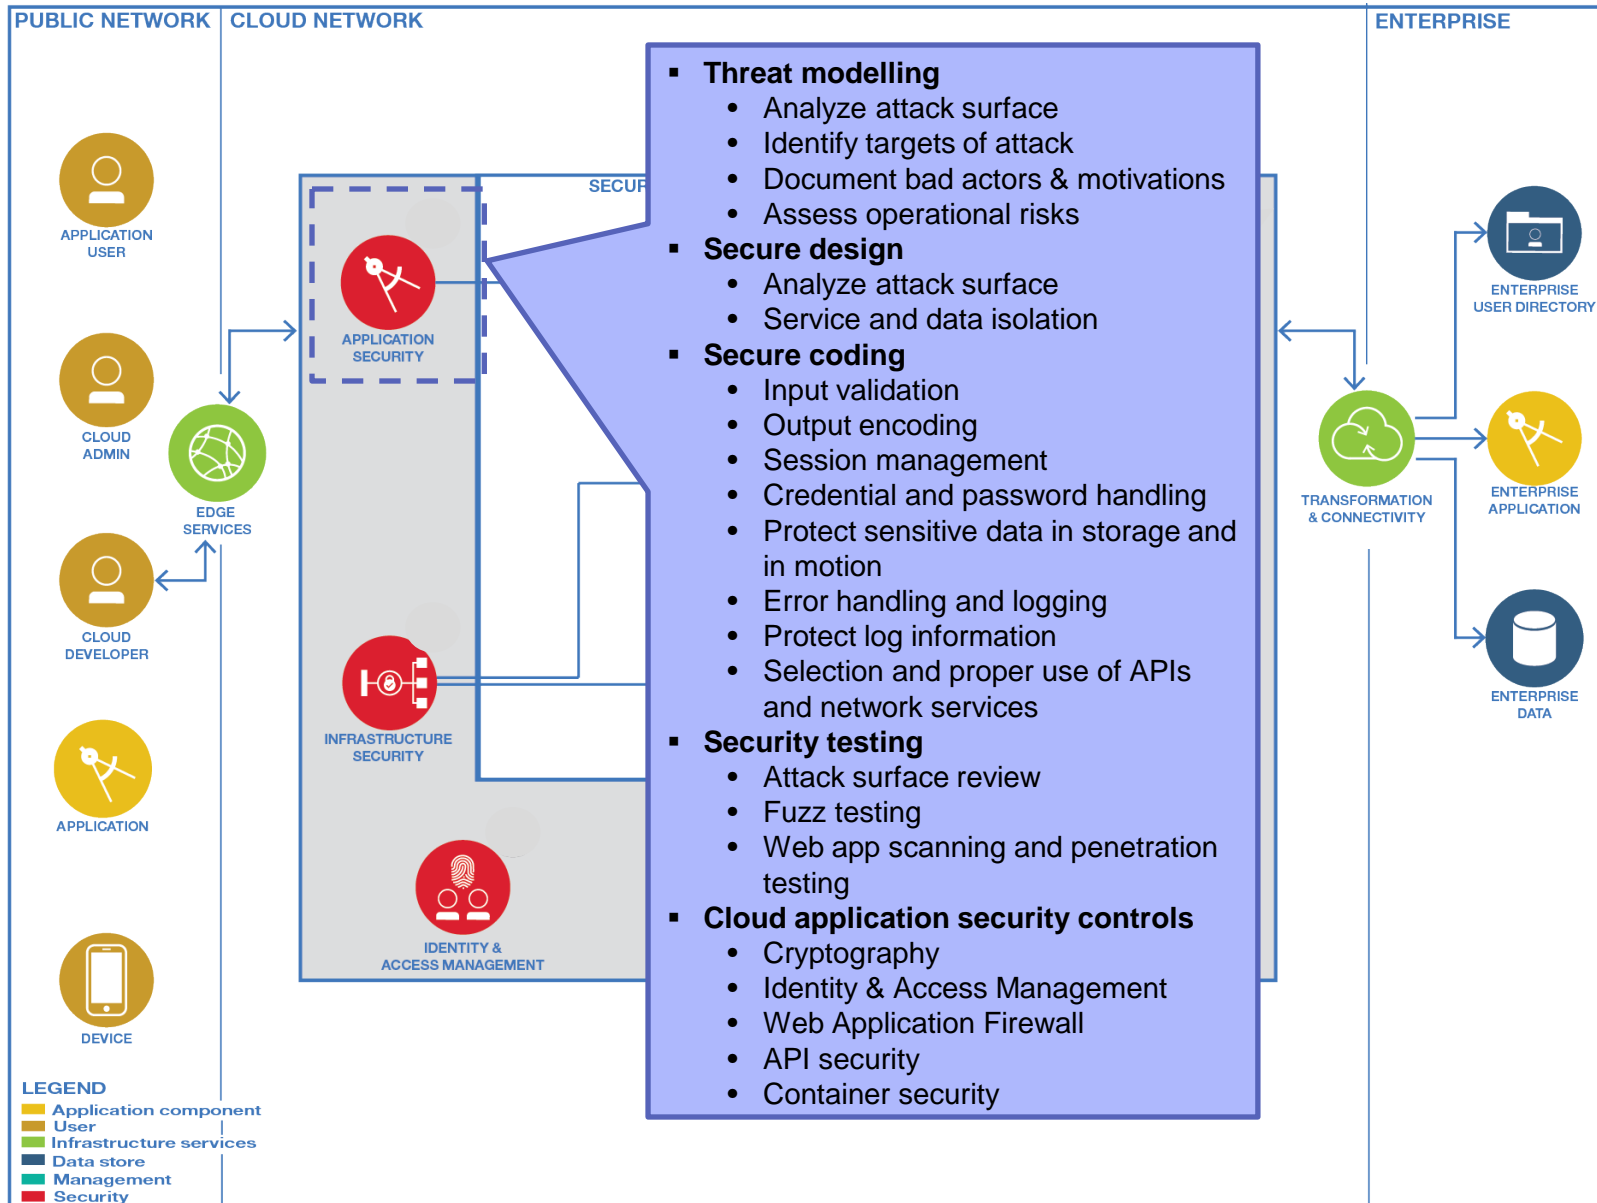 PUBLIC NETWORK
CLOUD NETWORK
ENTERPRISE
APPLICATION
USER
CLOUD
ADMIN
EDGE
SERVICES
CLOUD
DEVELOPER
APPLICATION
DEVICE
APPLICATION
SECURITY
INFRASTRUCTURE
SECURITY
IDENTITY &
ACCESS MANAGEMENT
▪ Threat modelling
• Analyze attack surface
• Identify targets of attack
• Document bad actors & motivations
• Assess operational risks
▪ Secure design
• Analyze attack surface
• Service and data isolation
▪ Secure coding
• Input validation
• Output encoding
• Session management
• Credential and password handling
• Protect sensitive data in storage and
in motion
• Error handling and logging
• Protect log information
• Selection and proper use of APIs
and network services
▪ Security testing
• Attack surface review
• Fuzz testing
• Web app scanning and penetration
testing
▪ Cloud application security controls
• Cryptography
• Identity & Access Management
• Web Application Firewall
• API security
• Container security
TRANSFORMATION
& CONNECTIVITY
ENTERPRISE
USER DIRECTORY
ENTERPRISE
APPLICATION
ENTERPRISE
DATA
LEGEND
Application component
User
Infrastructure services
Data store
Management
Security